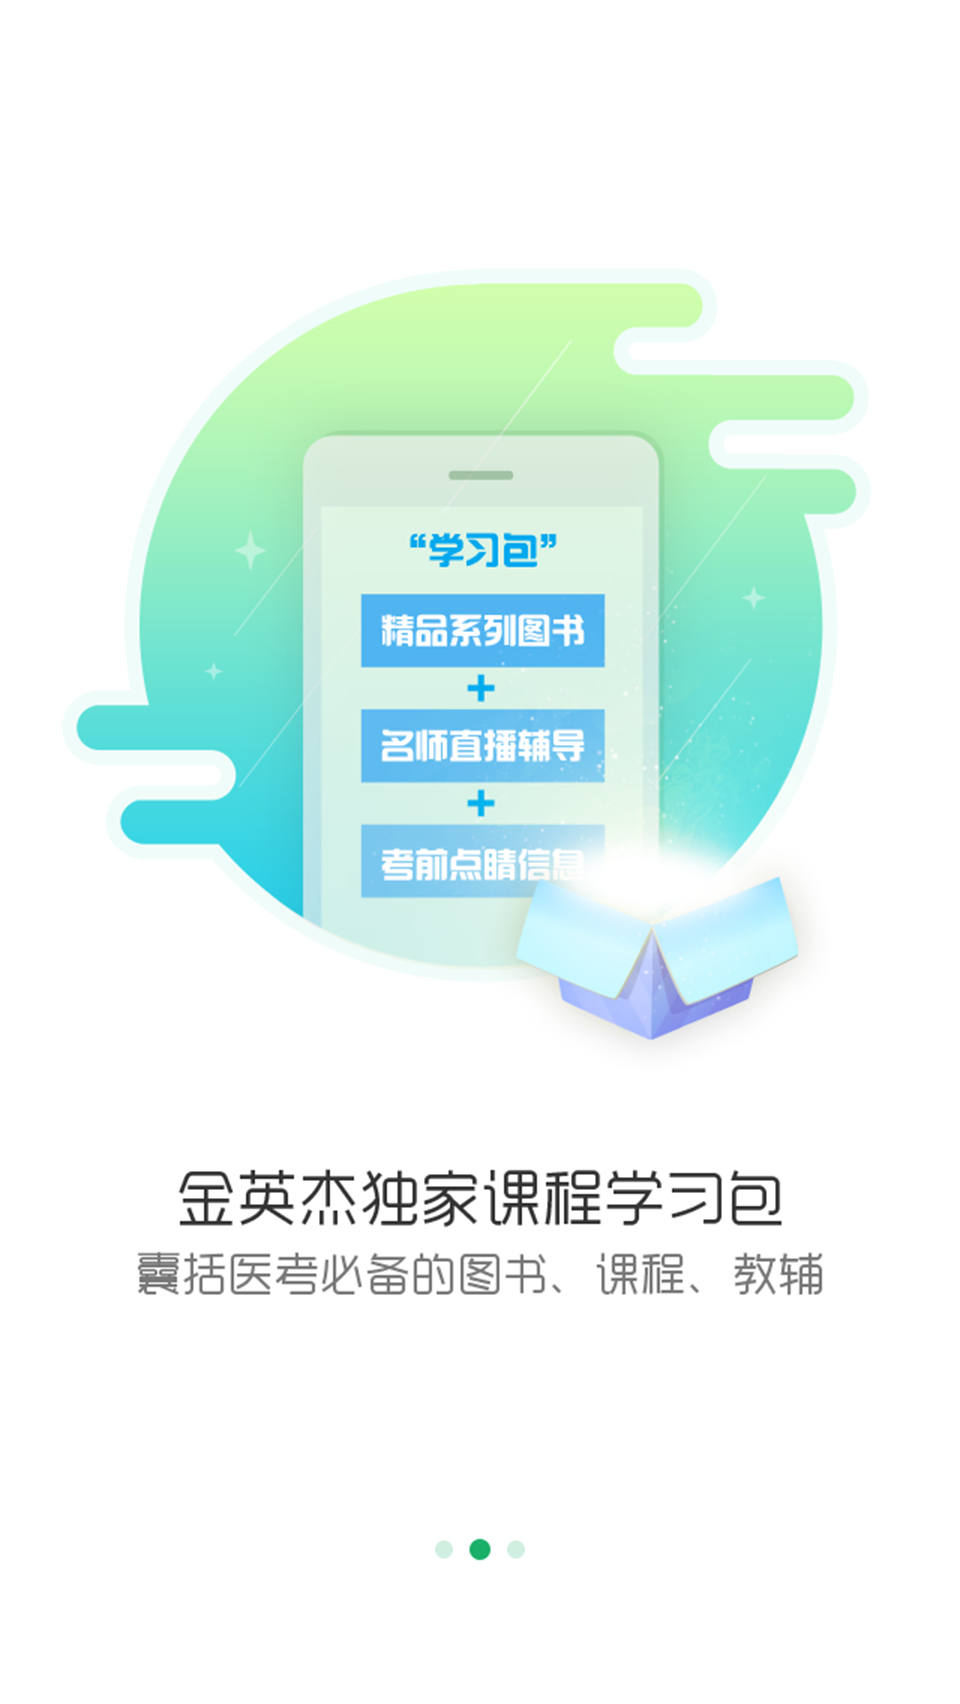 “学习包”
精品系列图书
+
名师直播辅导
+
考前点睛信息
金英杰独家课程学习包
囊括医考必备的图书、课程、教辅